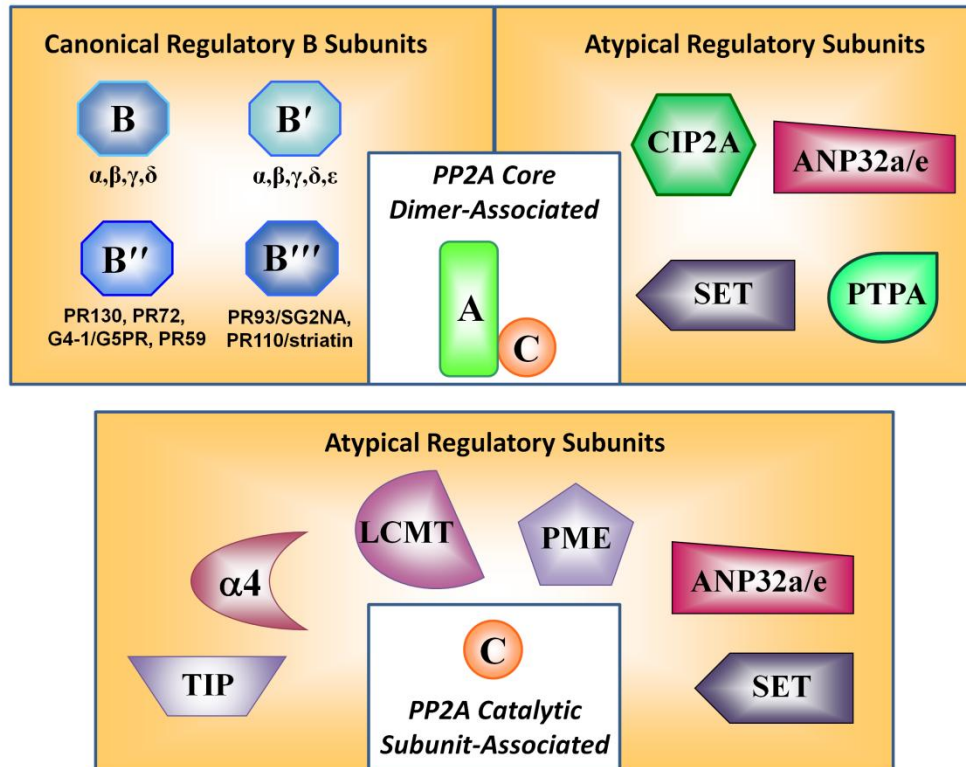 Canonical Regulatory B Subunits
B
α,β,γ,δ
B′
α,β,γ,δ,ε
B′′
PR130, PR72,
G4-1/G5PR, PR59
B′′′
PR93/SG2NA,
PR110/striatin
PP2A Core
Dimer-Associated
A
C
Atypical Regulatory Subunits
CIP2A
ANP32a/e
SET
PTPA
Atypical Regulatory Subunits
α4
LCMT
PME
ANP32a/e
TIP
SET
C
PP2A Catalytic
Subunit-Associated